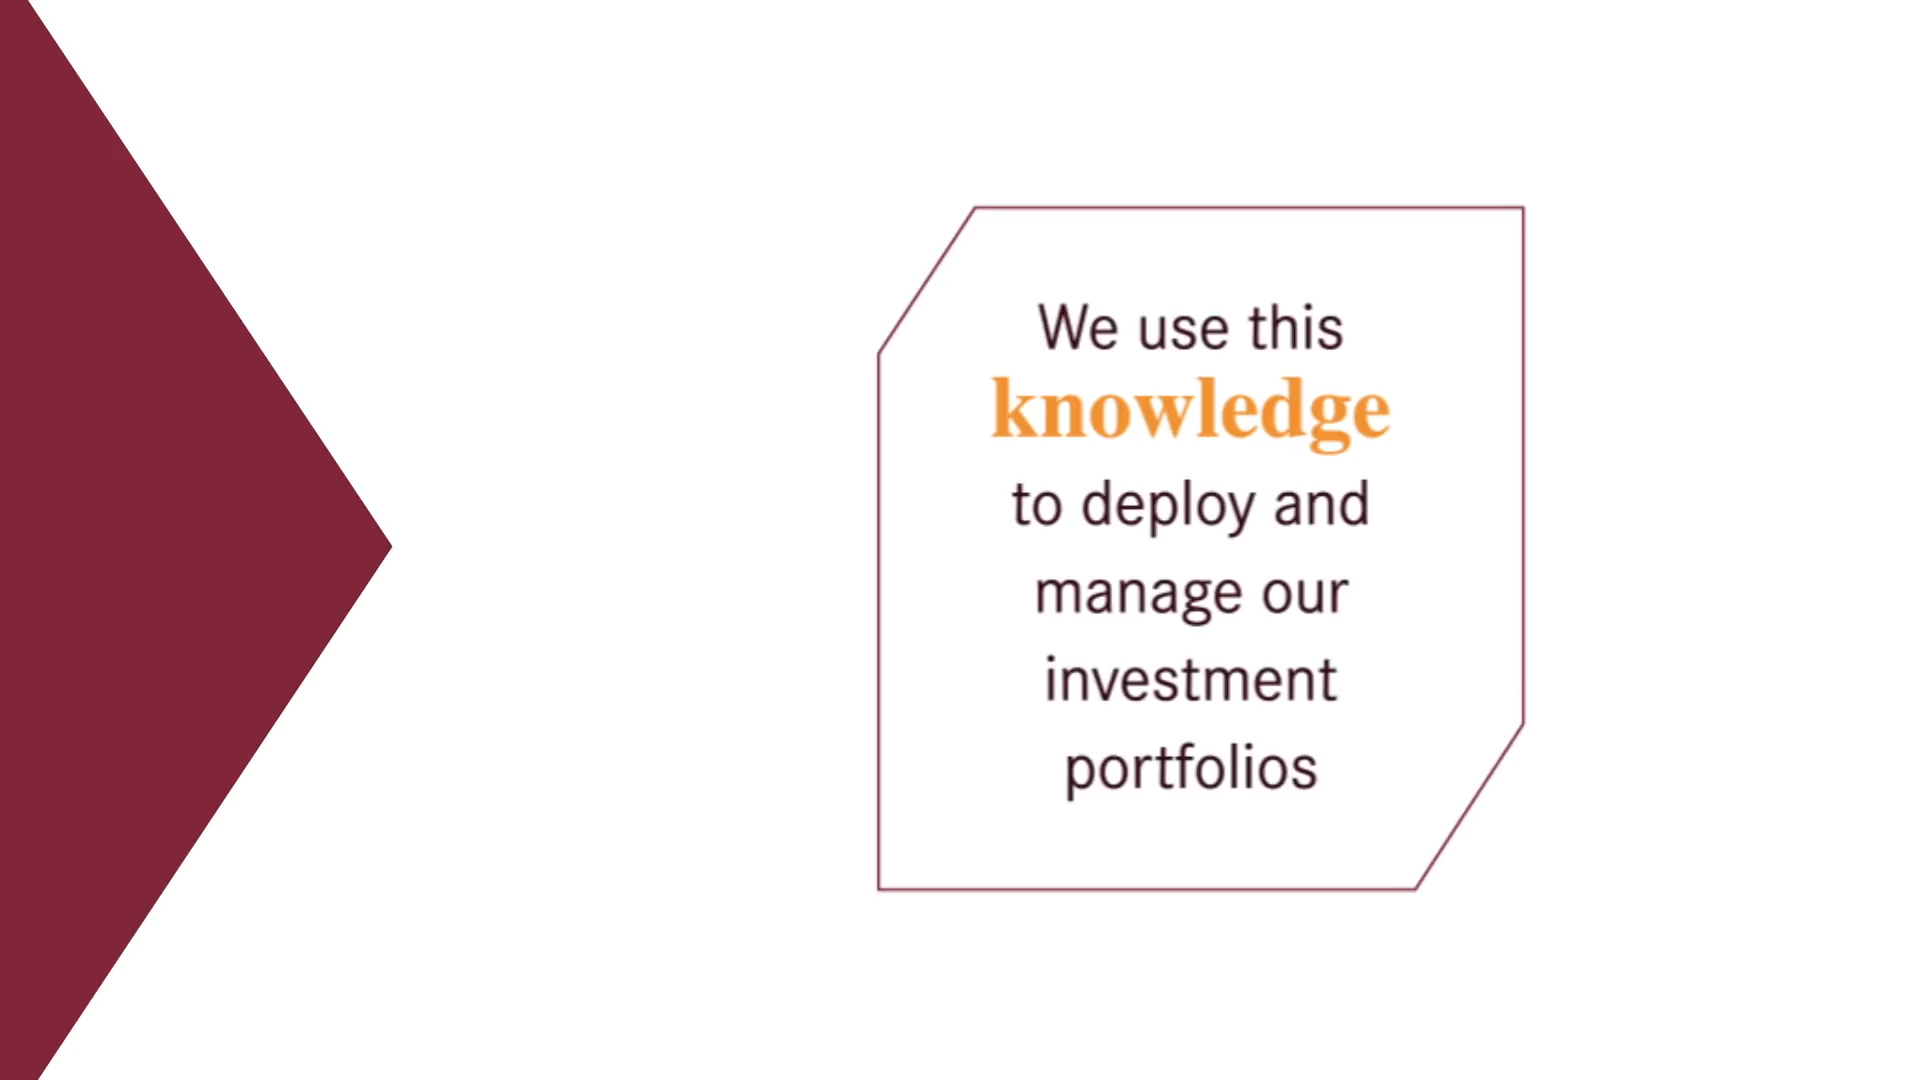 We use this
knowledge
to deploy and
manage our
investment
portfolios